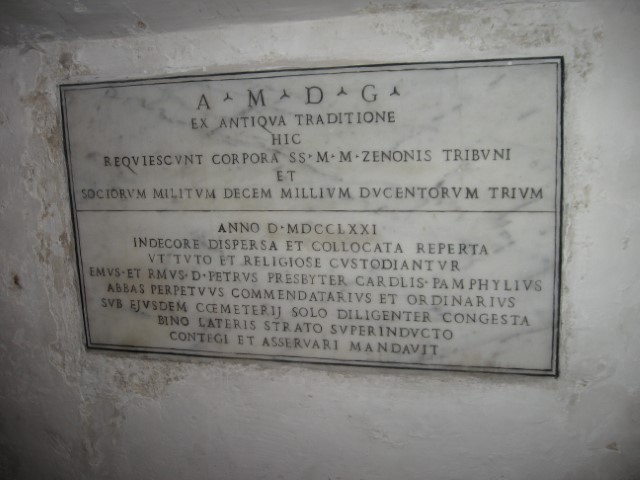 A · M · D · G ·
EX ANTIQVA TRADITIONE
HIC
REQVIESCVNT CORPORA SS · M · M · ZENONIS TRIBVNI
ET
SOCIORVM MILITVM DECEM MILLIVM DVCENTORVM TRIVM
ANNO D · MDCCLXXI
INDECORE DISPERSA ET COLLOCATA REPERTA
VT TVTO ET RELIGIOSE CVSTODIANTVR
EMVS · ET RMVS · D · PETRVS PRESBYTER CARDLIS · PAMPHYLIVS
ABBAS PERPETVVS COMMENDATARIVS ET ORDINARIVS
SVB EJVSDEM CŒMETERIJ SOLO DILIGENTER CONGESTA
BINO LATERIS STRATO SVPERINDVCTO
CONTEGI ET ASSERVARI MANDAVIT